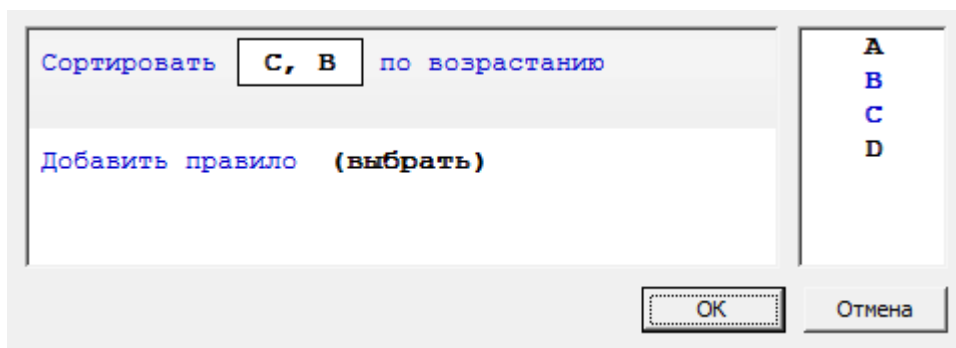 Сортировать C, B по возрастанию
Добавить правило (выбрать)
A
B
C
D
OK Отмена